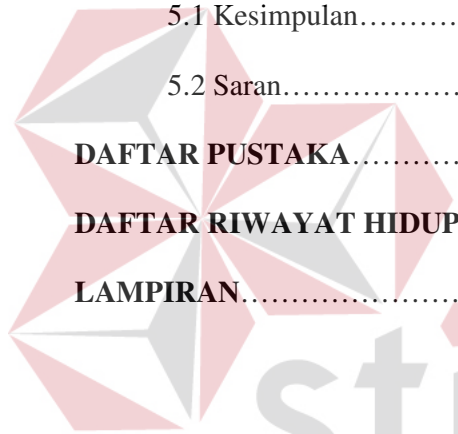 5.1 Kesimpulan…………
5.2 Saran…………………
DAFTAR PUSTAKA…………
DAFTAR RIWAYAT HIDUP
LAMPIRAN……………………